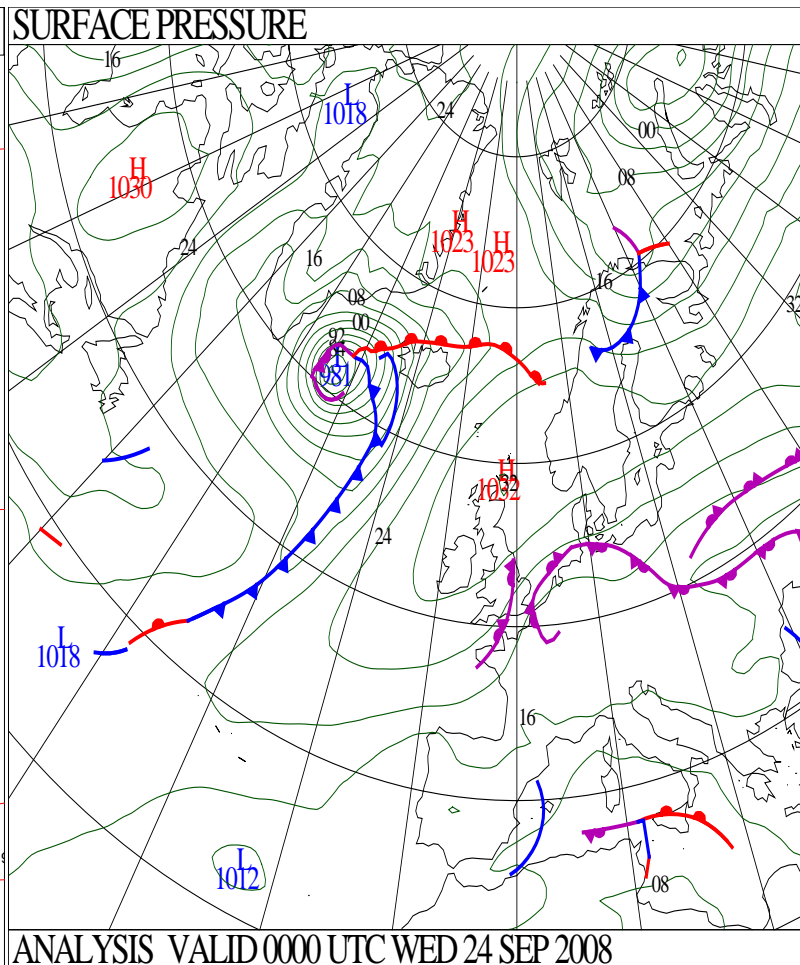 SURFACE PRESSURE
16
L
1018
24
00
08
H
1030
H
1023
H
1023
24
16
16
08
32
00
92
L
981
H
1032
24
L
1018
16
L
1012
08
ANALYSIS VALID 0000 UTC WED 24 SEP 2008